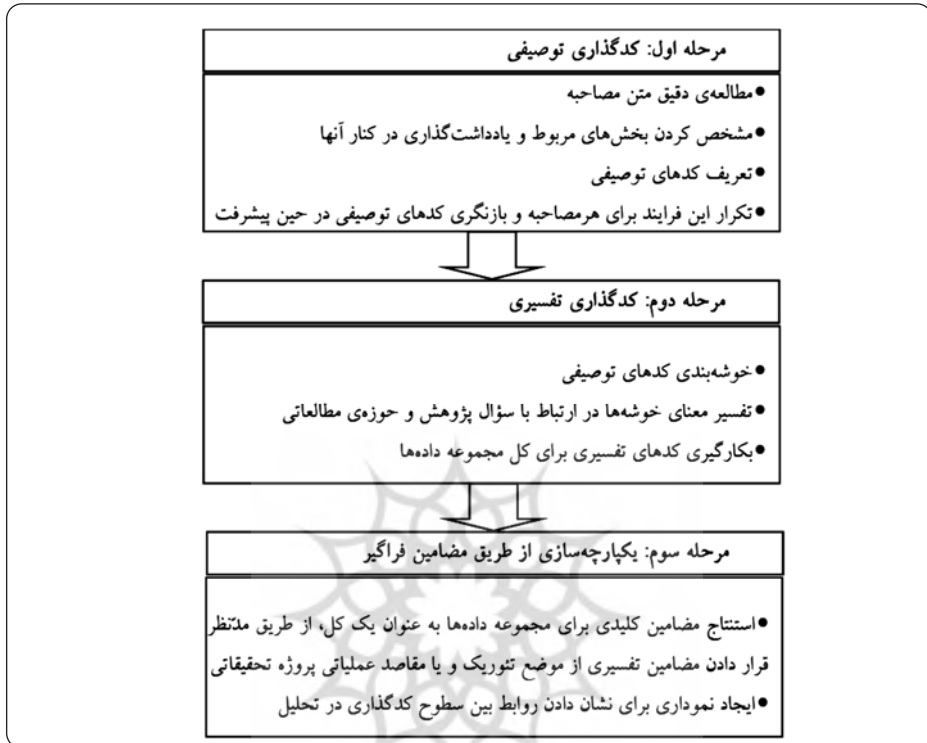 مرحله اول: کدگذاری توصیفی
●مطالعه‌ی دقیق متن مصاحبه
●مشخص کردن بخش‌های مربوط و یادداشت‌گذاری در کنار آنها
●تعریف کدهای توصیفی
●تکرار این فرایند برای هرمصاحبه و بازنگری کدهای توصیفی در حین پیشرفت
مرحله دوم: کدگذاری تفسیری
●خوشه‌بندی کدهای توصیفی
●تفسیر معنای خوشه‌ها در ارتباط با سؤال پژوهش و حوزه‌ی مطالعاتی
●بکارگیری کدهای تفسیری برای کل مجموعه داده‌ها
مرحله سوم: یکپارچه‌سازی از طریق مضامین فراگیر
●استنتاج مضامین کلیدی برای مجموعه داده‌ها به عنوان یک کل، از طریق مدّنظر
قرار دادن مضامین تفسیری از موضع تئوریک و یا مقاصد عملیاتی پروژه تحقیقاتی
●ایجاد نموداری برای نشان دادن روابط بین سطوح کدگذاری در تحلیل